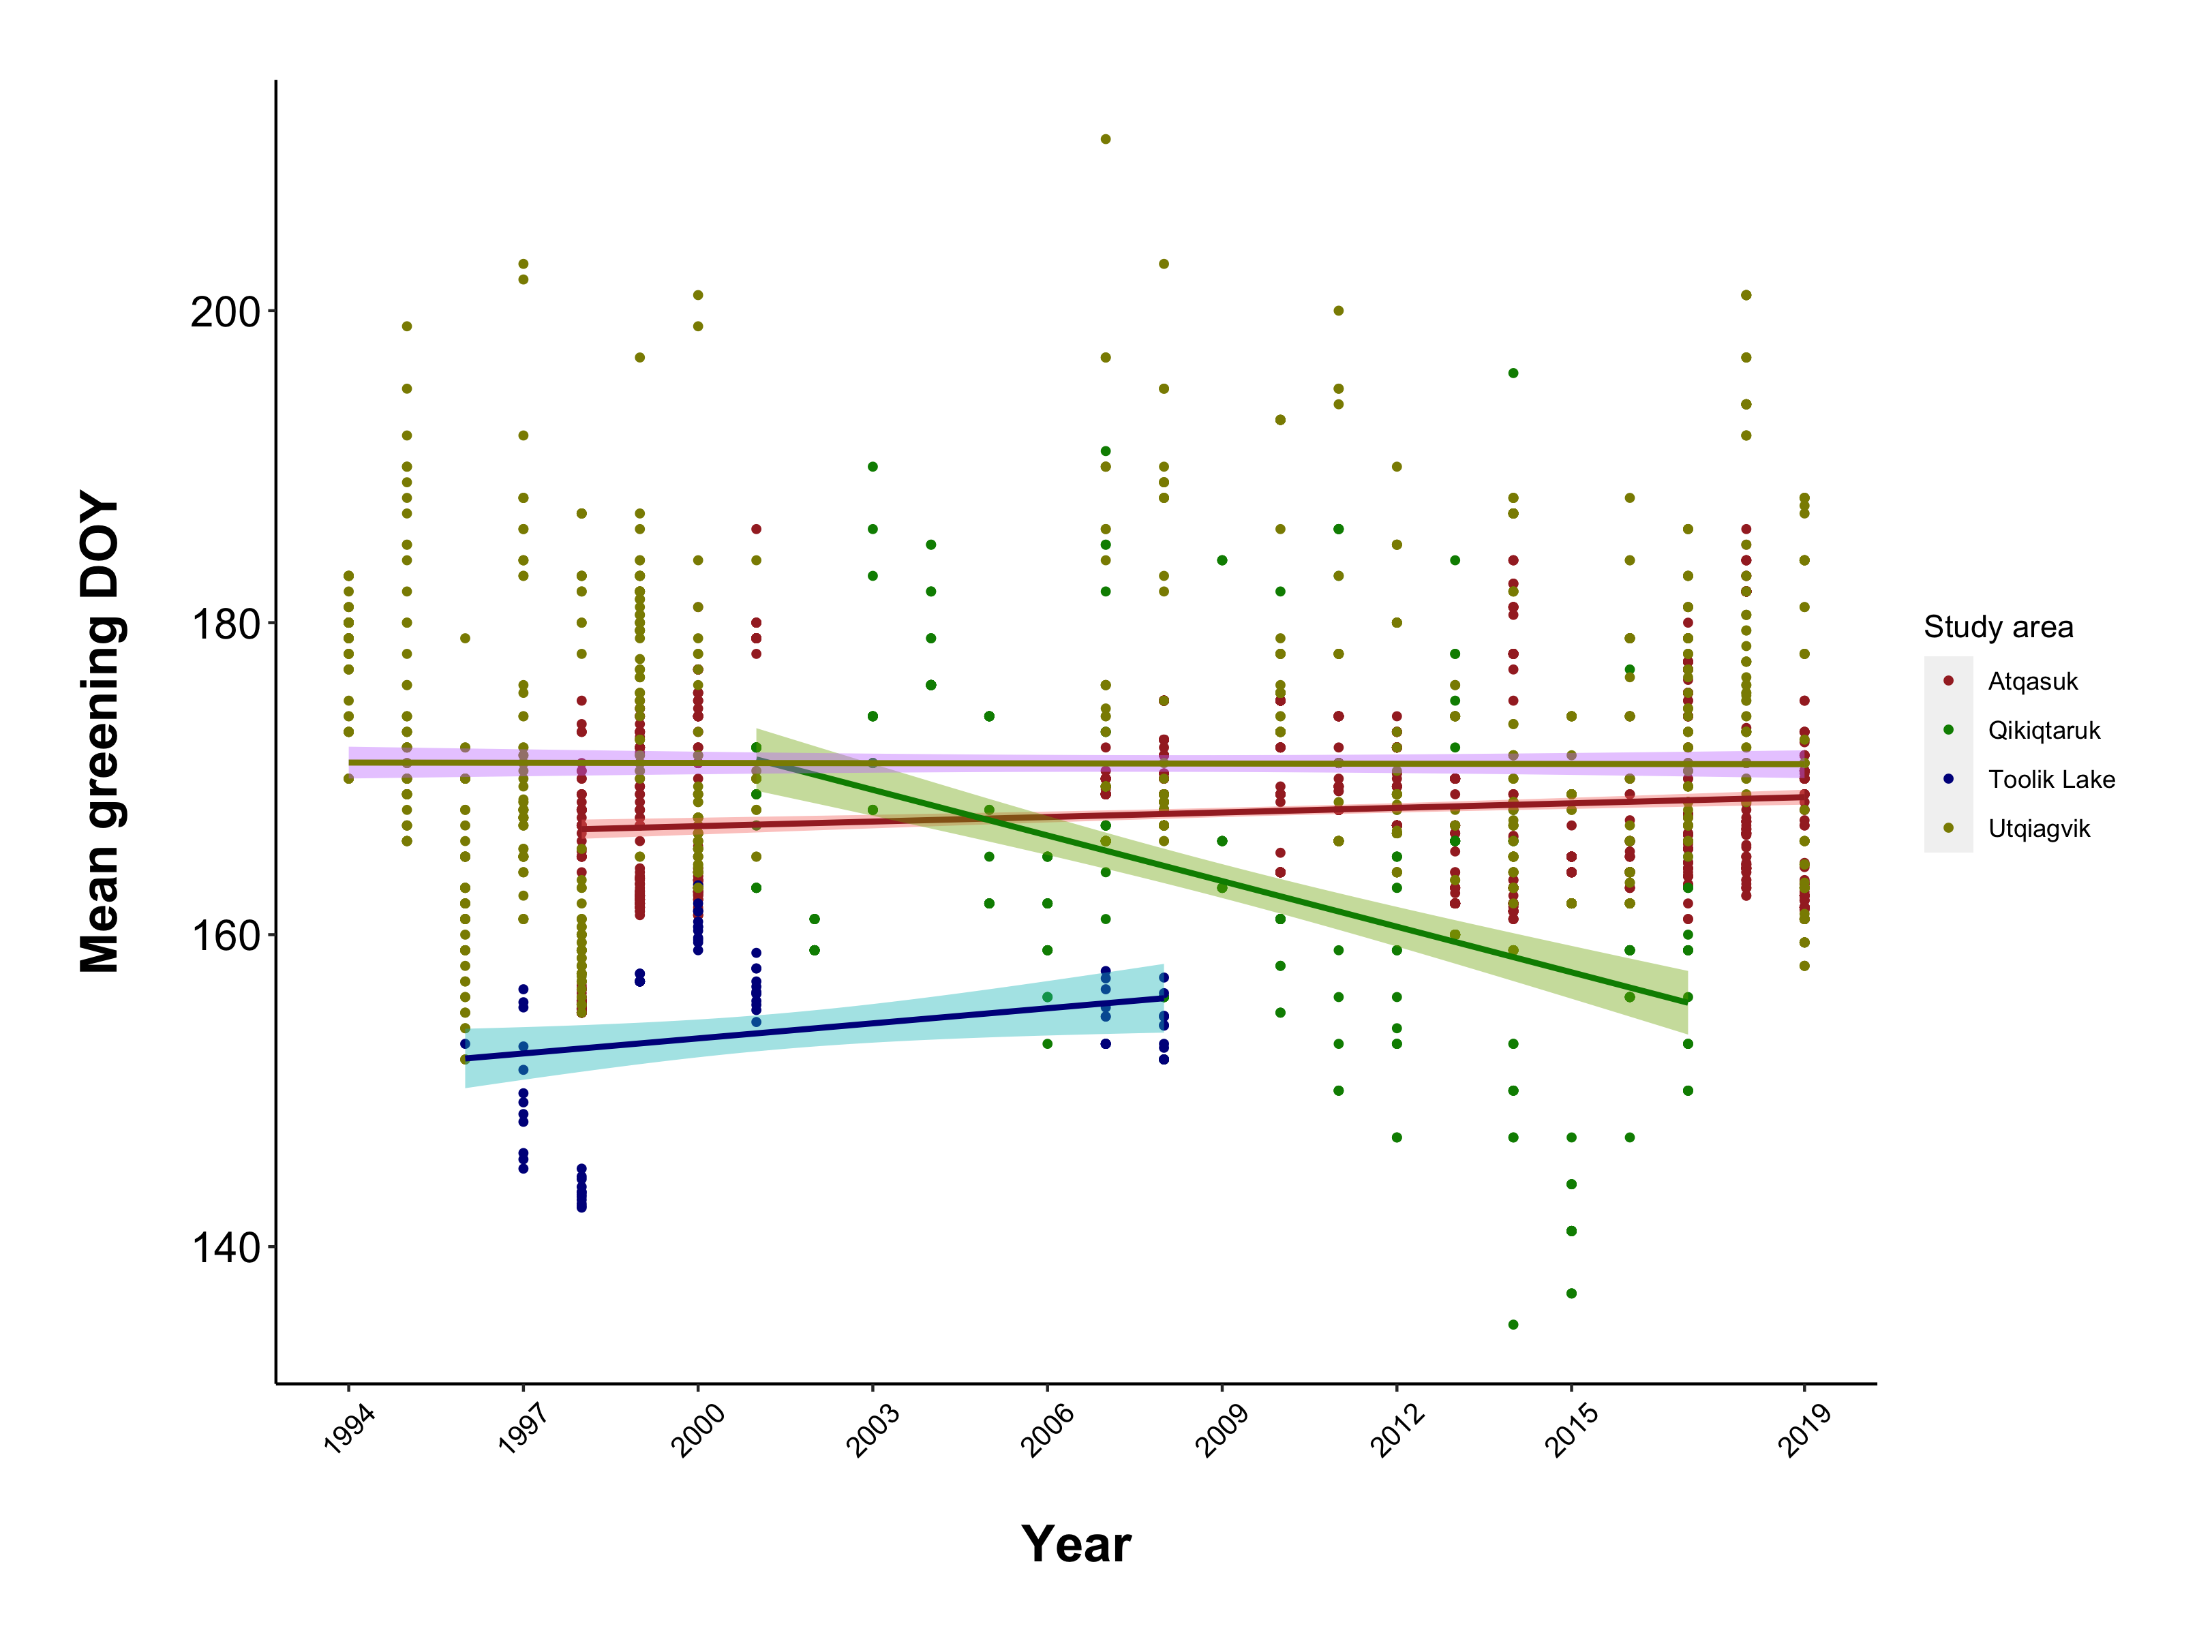 Mean greening DOY
200
180
160
140
1994
1997
2000
2003
2006
2009
2012
2015
2019
Year
Study area
Atqasuk
Qikiqtaruk
Toolik Lake
Utqiagvik